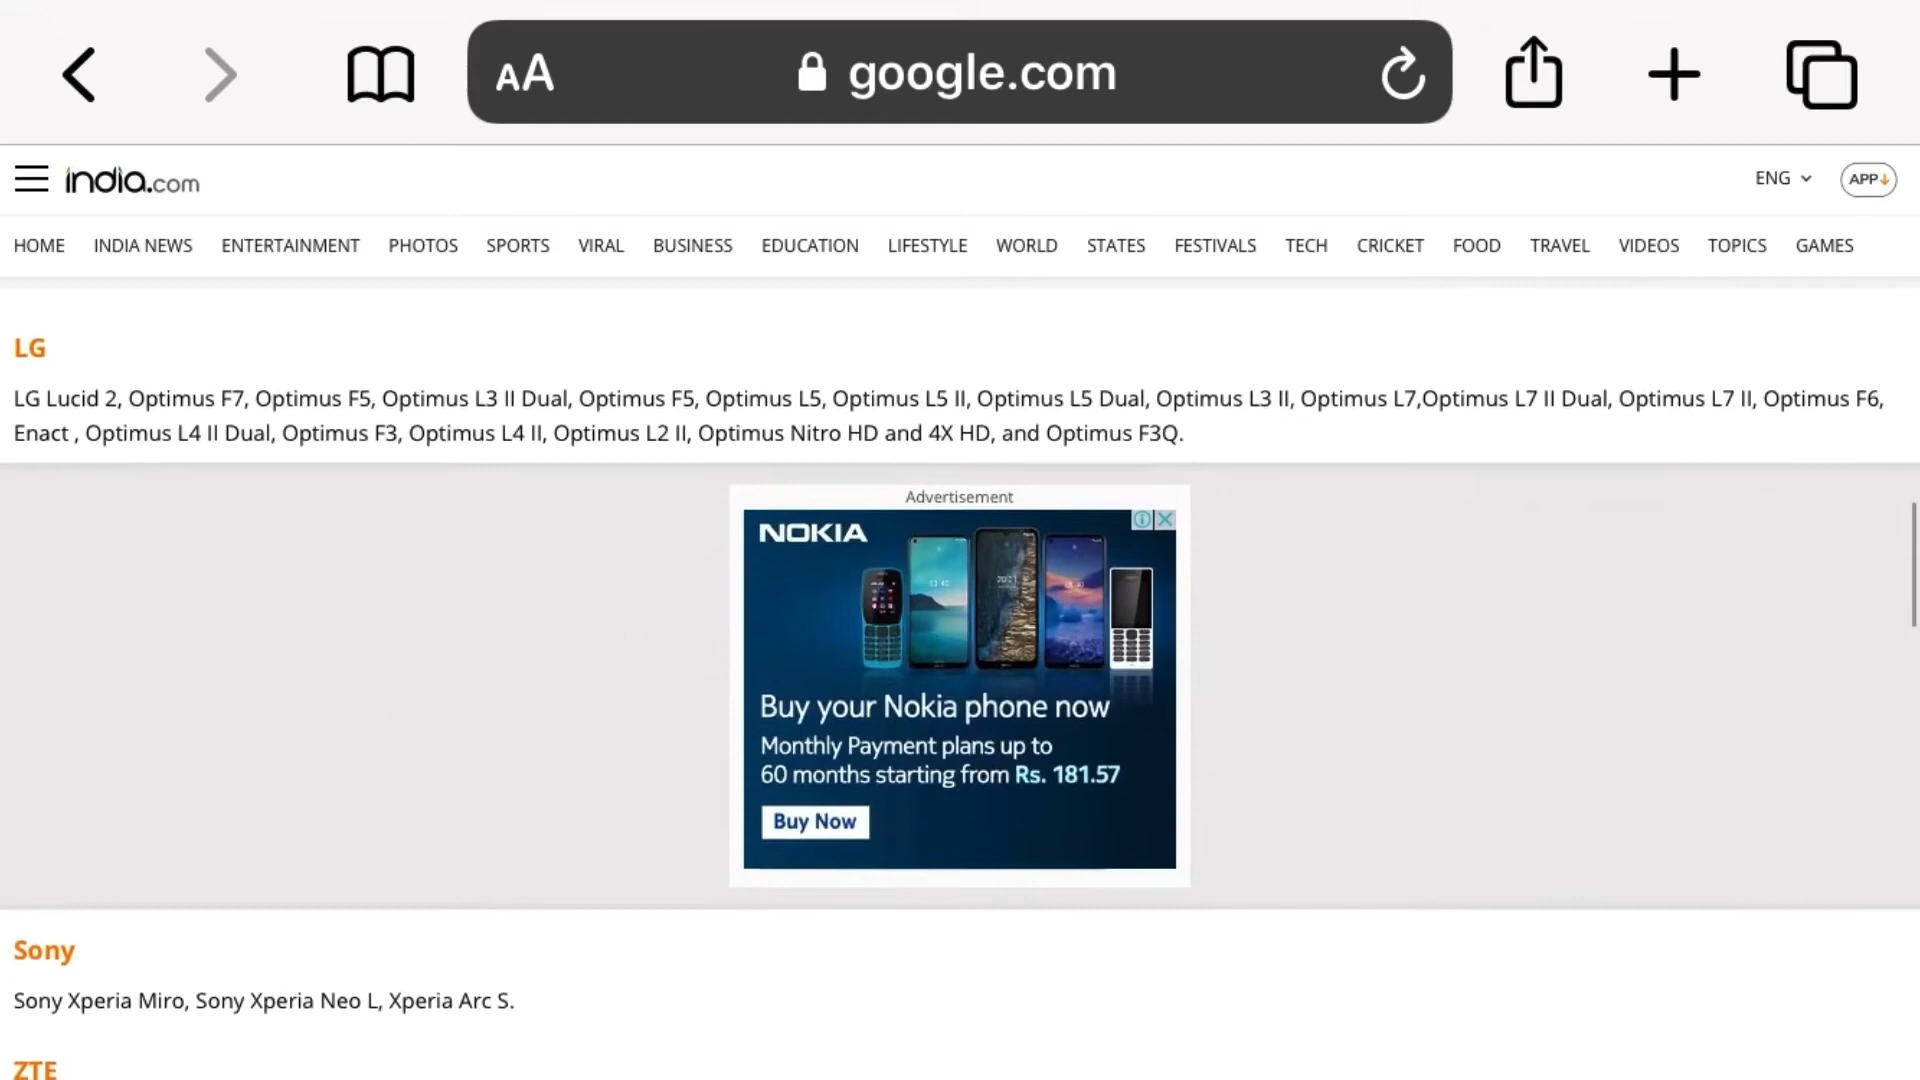 AA google.com
india.com ENG APP
HOME INDIA NEWS ENTERTAINMENT PHOTOS SPORTS VIRAL BUSINESS EDUCATION LIFESTYLE WORLD STATES FESTIVALS TECH CRICKET FOOD TRAVEL VIDEOS TOPICS GAMES
LG
LG Lucid 2, Optimus F7, Optimus F5, Optimus L3 II Dual, Optimus F5, Optimus L5, Optimus L5 II, Optimus L5 Dual, Optimus L3 II, Optimus L7,Optimus L7 II Dual, Optimus L7 II, Optimus F6,
Enact , Optimus L4 II Dual, Optimus F3, Optimus L4 II, Optimus L2 II, Optimus Nitro HD and 4X HD, and Optimus F3Q.
Advertisement
NOKIA
Buy your Nokia phone now
Monthly Payment plans up to
60 months starting from Rs. 181.57
Buy Now
Sony
Sony Xperia Miro, Sony Xperia Neo L, Xperia Arc S.
ZTE